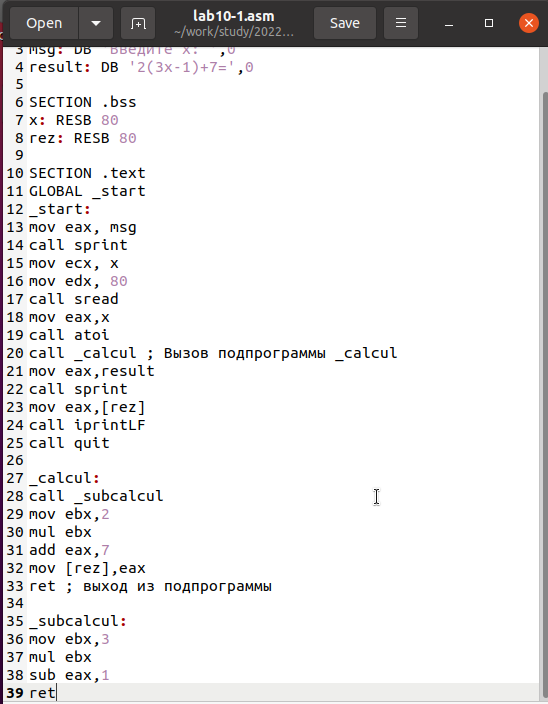 Open
lab10-1.asm
~/work/study/2022...
Save
3 msg: DB 'Введите x: ',0
4 result: DB '2(3x-1)+7=',0
5
6 SECTION .bss
7 x: RESB 80
8 rez: RESB 80
9
10 SECTION .text
11 GLOBAL _start
12 _start:
13 mov eax, msg
14 call sprint
15 mov ecx, x
16 mov edx, 80
17 call sread
18 mov eax,x
19 call atoi
20 call _calcul ; Вызов подпрограммы _calcul
21 mov eax,result
22 call sprint
23 mov eax,[rez]
24 call iprintLF
25 call quit
26
27 _calcul:
28 call _subcalcul
29 mov ebx,2
30 mul ebx
31 add eax,7
32 mov [rez],eax
33 ret ; выход из подпрограммы
34
35 _subcalcul:
36 mov ebx,3
37 mul ebx
38 sub eax,1
39 ret